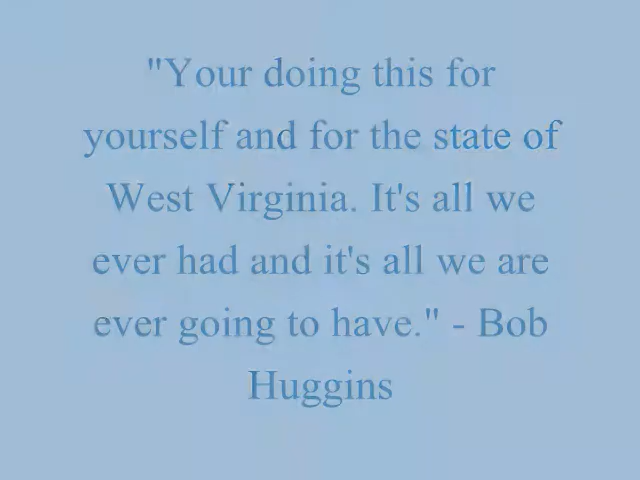 "Your doing this for
yourself and for the state of
West Virginia. It's all we
ever had and it's all we are
ever going to have." - Bob
Huggins